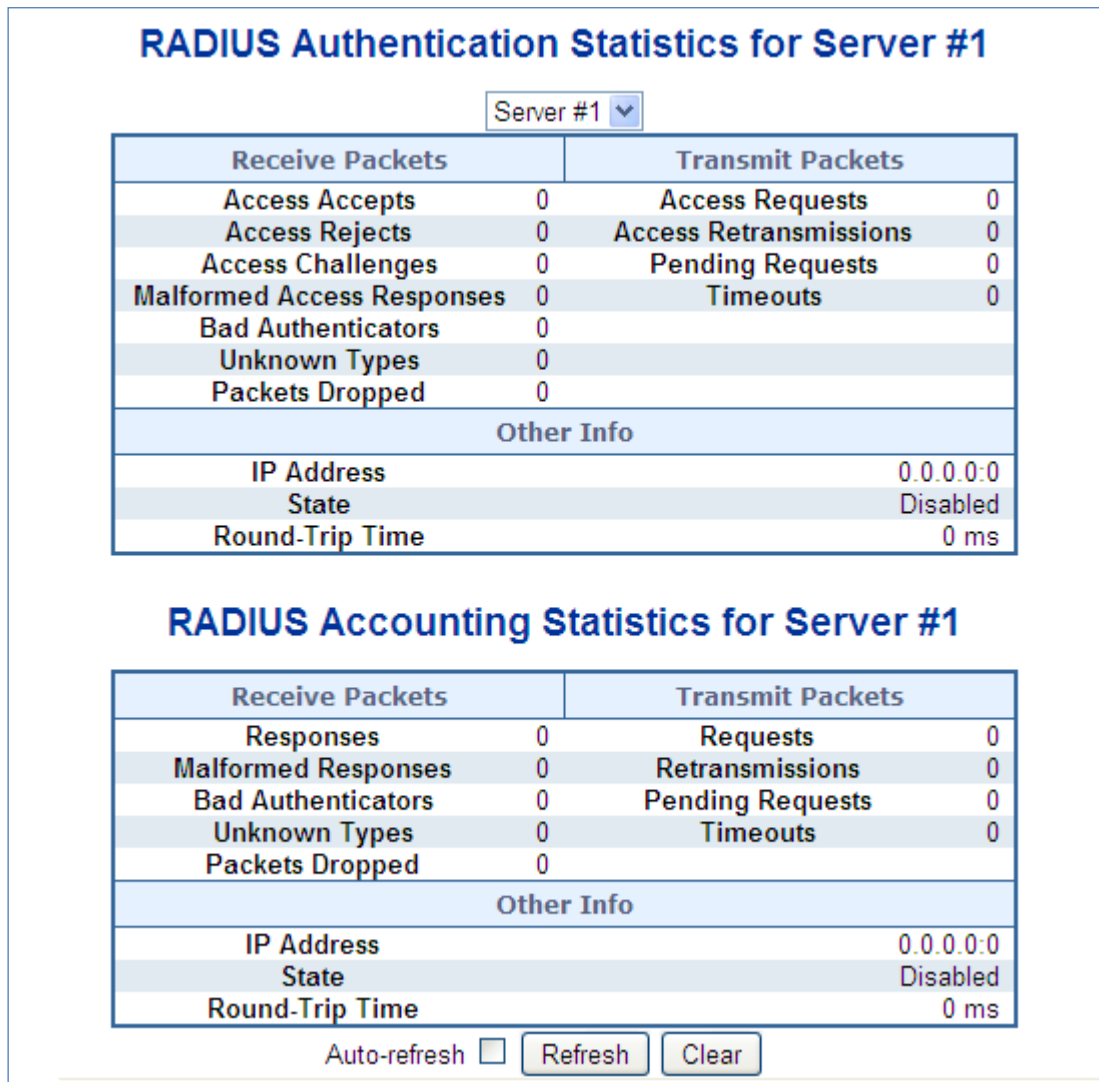 RADIUS Authentication Statistics for Server #1
Server #1
Receive Packets Transmit Packets
Access Accepts 0 Access Requests 0
Access Rejects 0 Access Retransmissions 0
Access Challenges 0 Pending Requests 0
Malformed Access Responses 0 Timeouts 0
Bad Authenticators 0
Unknown Types 0
Packets Dropped 0
Other Info
IP Address 0.0.0.0:0
State Disabled
Round-Trip Time 0 ms
RADIUS Accounting Statistics for Server #1
Receive Packets Transmit Packets
Responses 0 Requests 0
Malformed Responses 0 Retransmissions 0
Bad Authenticators 0 Pending Requests 0
Unknown Types 0 Timeouts 0
Packets Dropped 0
Other Info
IP Address 0.0.0.0:0
State Disabled
Round-Trip Time 0 ms
Auto-refresh Refresh Clear